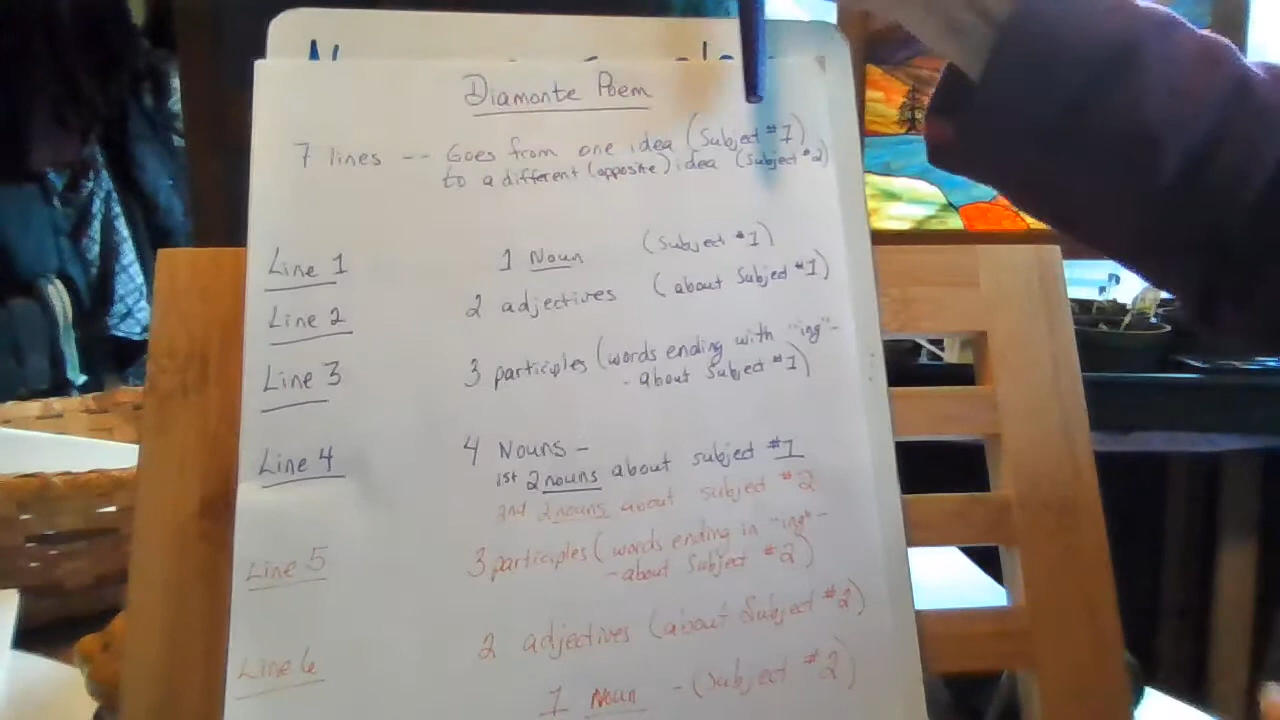 Diamonte Poem
7 lines -- Goes from one idea (Subject #1)
to a different (opposite) idea (Subject #2)
Line 1 1 Noun (Subject #1)
Line 2 2 adjectives (about Subject #1)
Line 3 3 participles (words ending with "ing"-
- about Subject #1)
Line 4 4 Nouns -
1st 2 nouns about subject #1
2nd 2 nouns about subject #2
Line 5 3 participles (words ending in "ing"-
- about Subject #2)
Line 6 2 adjectives (about Subject #2)
1 Noun - (Subject #2)